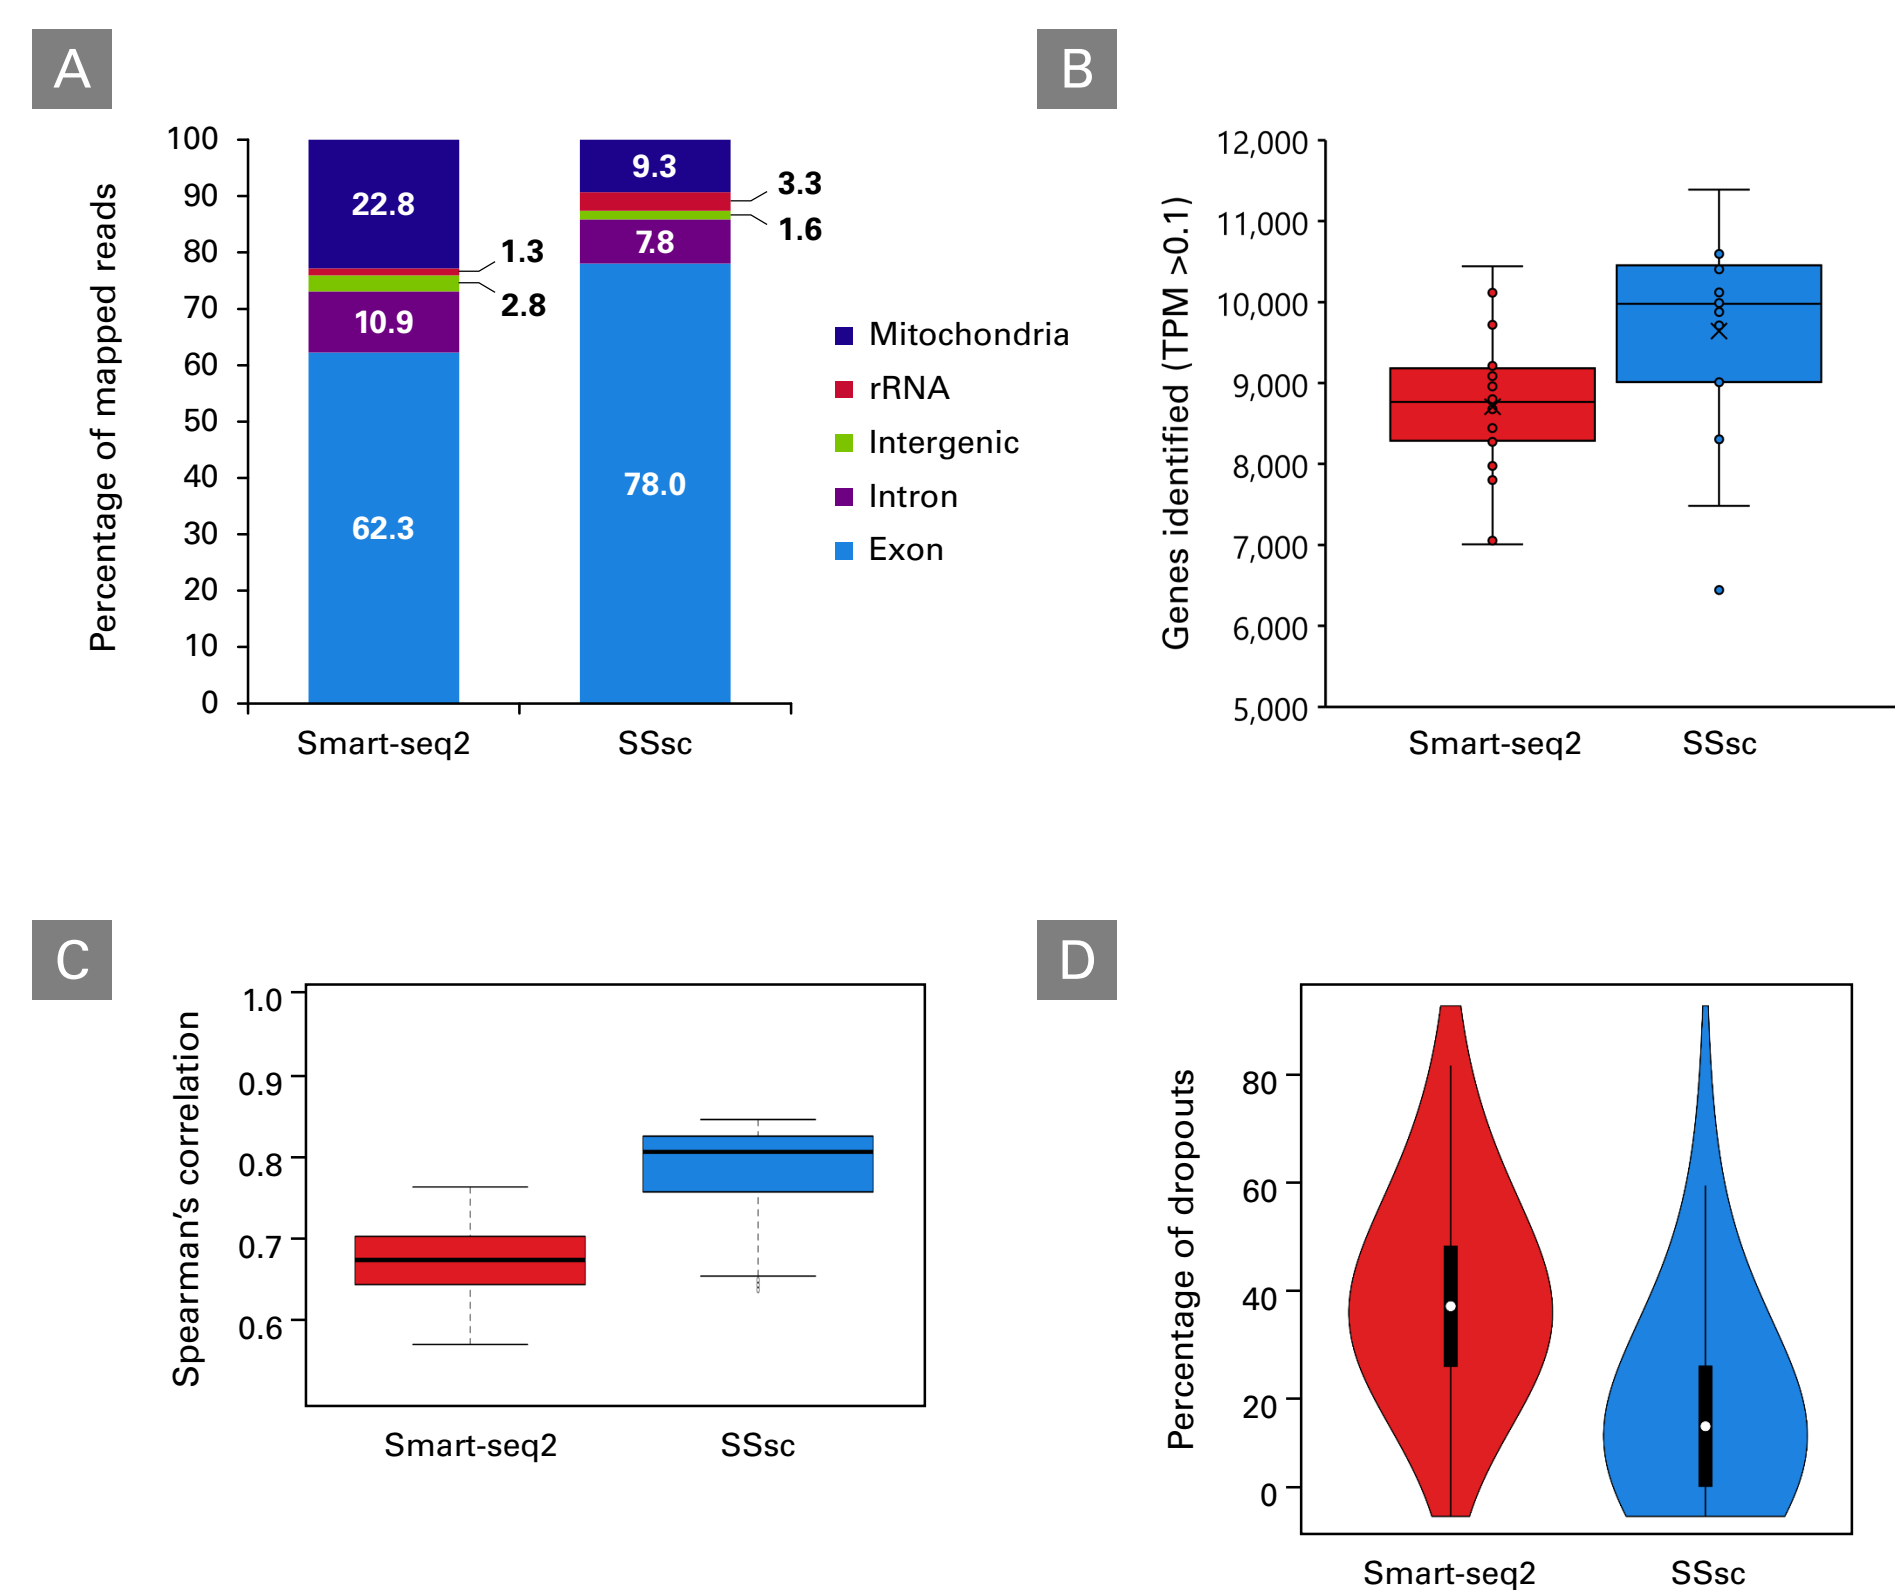 A
Percentage of mapped reads
100
90
80
70
60
50
40
30
20
10
0
22.8
1.3
2.8
10.9
62.3
9.3
3.3
1.6
7.8
78.0
Smart-seq2
SSsc
Mitochondria
rRNA
Intergenic
Intron
Exon
B
Genes identified (TPM >0.1)
12,000
11,000
10,000
9,000
8,000
7,000
6,000
5,000
Smart-seq2
SSsc
C
Spearman's correlation
1.0
0.9
0.8
0.7
0.6
Smart-seq2
SSsc
D
Percentage of dropouts
80
60
40
20
0
Smart-seq2
SSsc